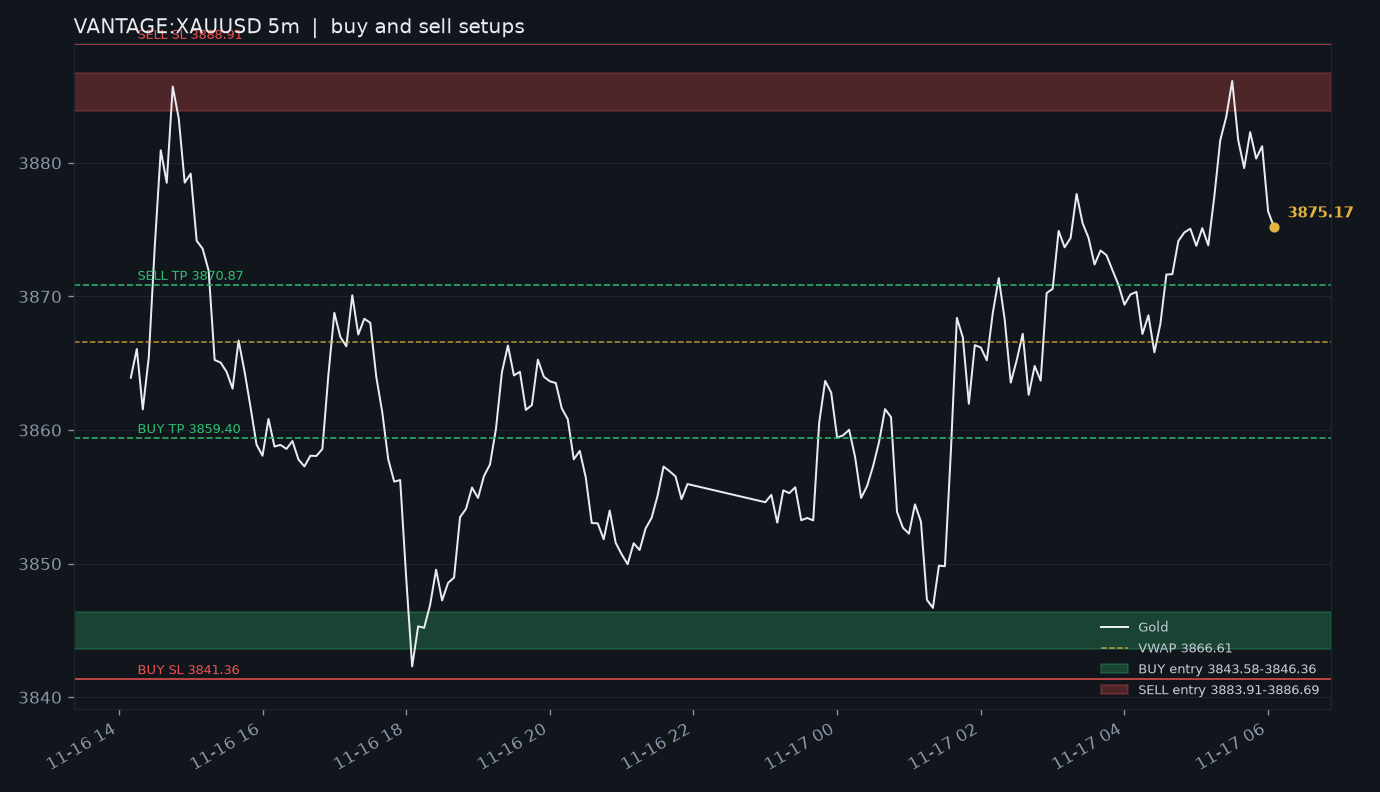 VANTAGE:XAUUSD 5m | buy and sell setups
SELL SL 3888.91
3880
3875.17
SELL TP 3870.87
3870
BUY TP 3859.40
3860
3850
Gold
VWAP 3866.61
BUY entry 3843.58-3846.36
SELL entry 3883.91-3886.69
BUY SL 3841.36
3840
11-16 14
11-16 16
11-16 18
11-16 20
11-16 22
11-17 00
11-17 02
11-17 04
11-17 06